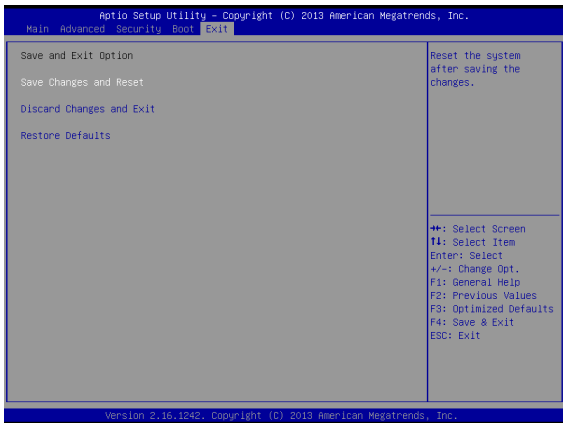 Aptio Setup Utility – Copyright (C) 2013 American Megatrends, Inc.
Main Advanced Security Boot Exit
Save and Exit Option
Save Changes and Reset
Discard Changes and Exit
Restore Defaults
Reset the system
after saving the
changes.
→←: Select Screen
↑↓: Select Item
Enter: Select
+/-: Change Opt.
F1: General Help
F2: Previous Values
F3: Optimized Defaults
F4: Save & Exit
ESC: Exit
Version 2.16.1242. Copyright (C) 2013 American Megatrends, Inc.